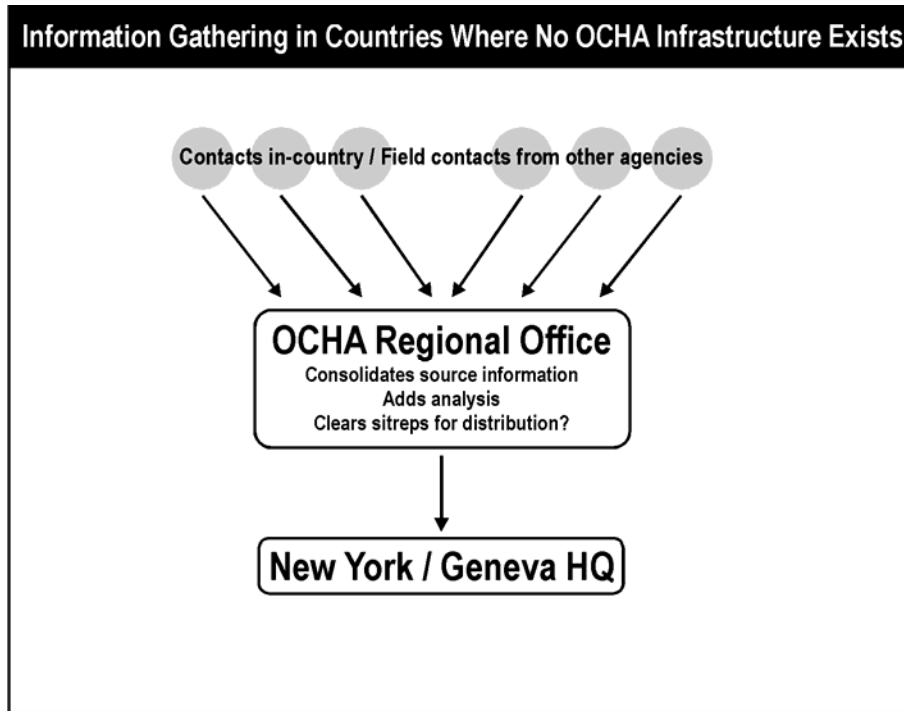 Information Gathering in Countries Where No OCHA Infrastructure Exists
Contacts in-country / Field contacts from other agencies
OCHA Regional Office
Consolidates source information
Adds analysis
Clears sitreps for distribution?
New York / Geneva HQ